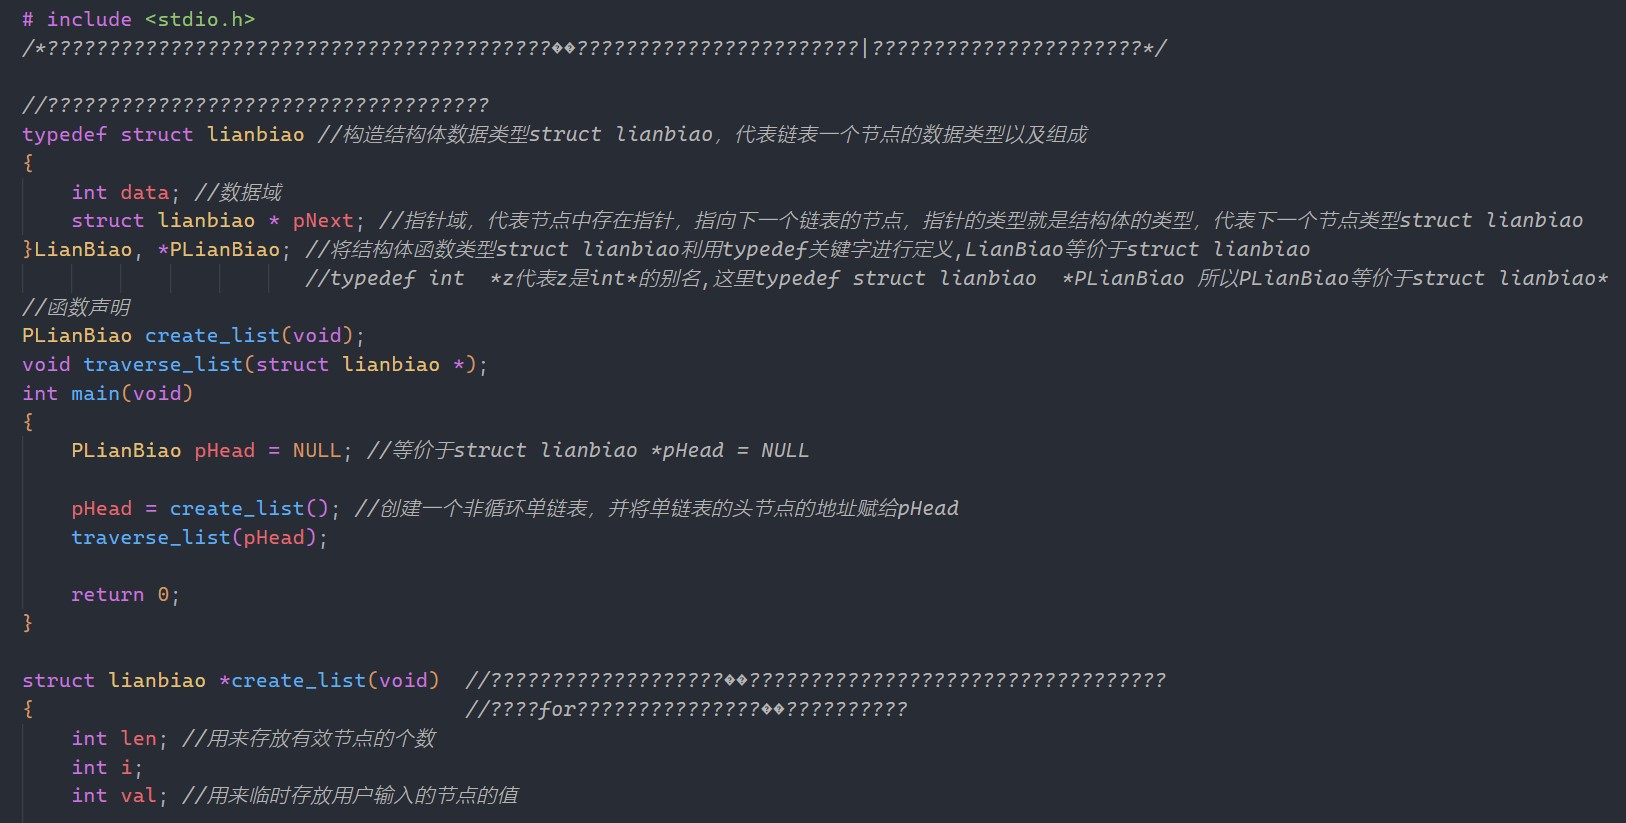 # include <stdio.h>
/*?????????????????????????????????????????��???????????????????????|??????????????????????*/
//????????????????????????????????????
typedef struct lianbiao //构造结构体数据类型struct lianbiao，代表链表一个节点的数据类型以及组成
{
int data; //数据域
struct lianbiao * pNext; //指针域，代表节点中存在指针，指向下一个链表的节点，指针的类型就是结构体的类型，代表下一个节点类型struct lianbiao
}LianBiao, *PLianBiao; //将结构体函数类型struct lianbiao利用typedef关键字进行定义,LianBiao等价于struct lianbiao
//typedef int  *z代表z是int*的别名,这里typedef struct lianbiao  *PLianBiao 所以PLianBiao等价于struct lianbiao*
//函数声明
PLianBiao create_list(void);
void traverse_list(struct lianbiao *);
int main(void)
{
PLianBiao pHead = NULL; //等价于struct lianbiao *pHead = NULL
pHead = create_list(); //创建一个非循环单链表，并将单链表的头节点的地址赋给pHead
traverse_list(pHead);
return 0;
}
struct lianbiao *create_list(void)  //???????????????????��??????????????????????????????????
{ //????for???????????????��??????????
int len; //用来存放有效节点的个数
int i;
int val; //用来临时存放用户输入的节点的值